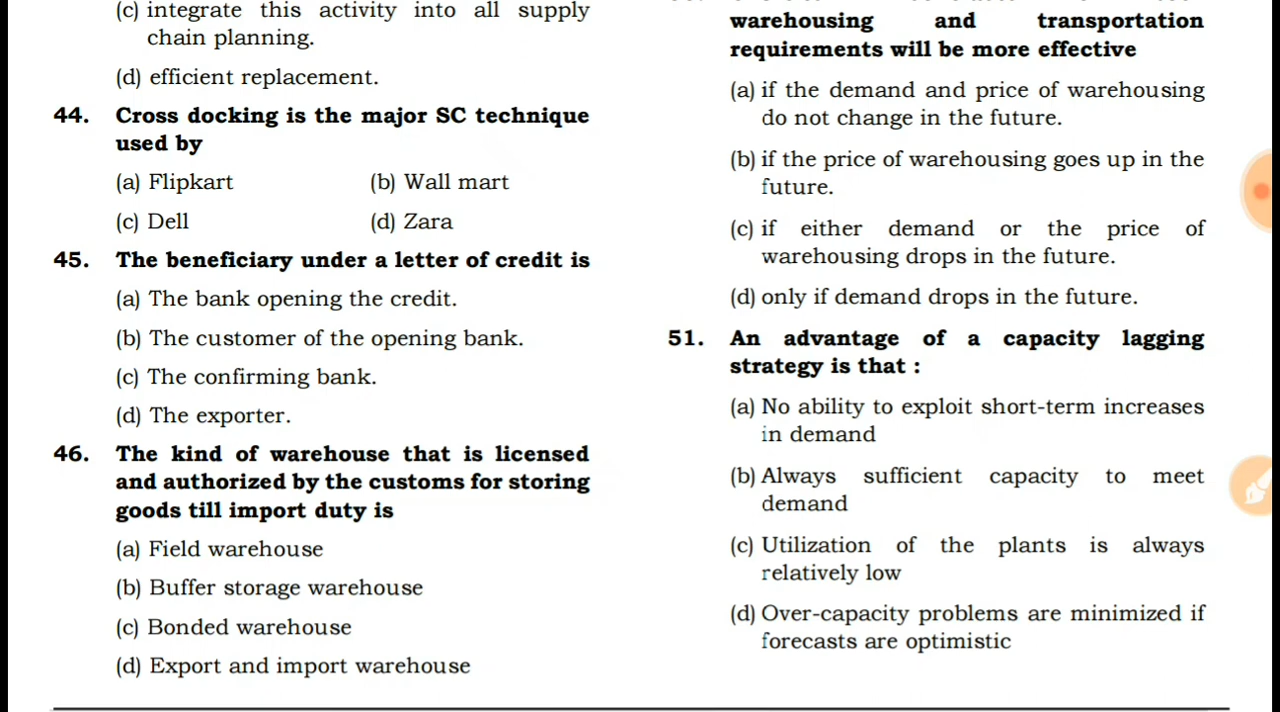 (c) integrate this activity into all supply
chain planning.
(d) efficient replacement.
44. Cross docking is the major SC technique
used by
(a) Flipkart (b) Wall mart
(c) Dell (d) Zara
45. The beneficiary under a letter of credit is
(a) The bank opening the credit.
(b) The customer of the opening bank.
(c) The confirming bank.
(d) The exporter.
46. The kind of warehouse that is licensed
and authorized by the customs for storing
goods till import duty is
(a) Field warehouse
(b) Buffer storage warehouse
(c) Bonded warehouse
(d) Export and import warehouse
warehousing and transportation
requirements will be more effective
(a) if the demand and price of warehousing
do not change in the future.
(b) if the price of warehousing goes up in the
future.
(c) if either demand or the price of
warehousing drops in the future.
(d) only if demand drops in the future.
51. An advantage of a capacity lagging
strategy is that :
(a) No ability to exploit short-term increases
in demand
(b) Always sufficient capacity to meet
demand
(c) Utilization of the plants is always
relatively low
(d) Over-capacity problems are minimized if
forecasts are optimistic